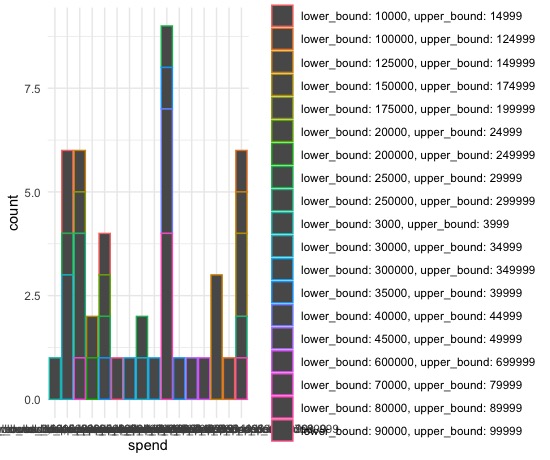 lower_bound: 10000, upper_bound: 14999
lower_bound: 100000, upper_bound: 124999
lower_bound: 125000, upper_bound: 149999
lower_bound: 150000, upper_bound: 174999
lower_bound: 175000, upper_bound: 199999
lower_bound: 20000, upper_bound: 24999
lower_bound: 200000, upper_bound: 249999
lower_bound: 25000, upper_bound: 29999
lower_bound: 250000, upper_bound: 299999
lower_bound: 3000, upper_bound: 3999
lower_bound: 30000, upper_bound: 34999
lower_bound: 300000, upper_bound: 349999
lower_bound: 35000, upper_bound: 39999
lower_bound: 40000, upper_bound: 44999
lower_bound: 45000, upper_bound: 49999
lower_bound: 600000, upper_bound: 699999
lower_bound: 70000, upper_bound: 79999
lower_bound: 80000, upper_bound: 89999
lower_bound: 90000, upper_bound: 99999
7.5
5.0
2.5
0.0
count
spend